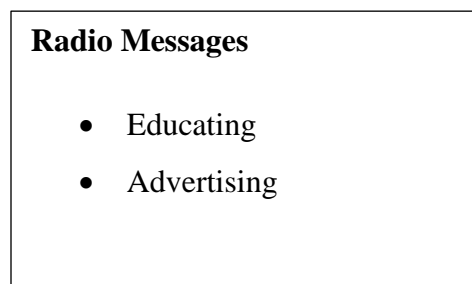 Radio Messages
• Educating
• Advertising